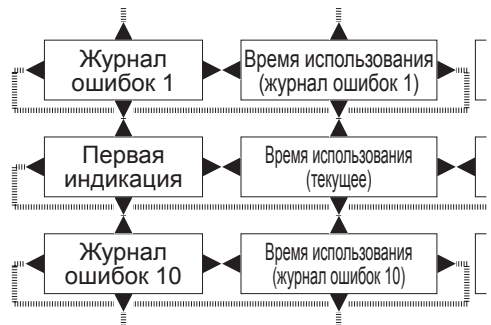 Журнал
ошибок 1
Время использования
(журнал ошибок 1)
Первая
индикация
Время использования
(текущее)
Журнал
ошибок 10
Время использования
(журнал ошибок 10)